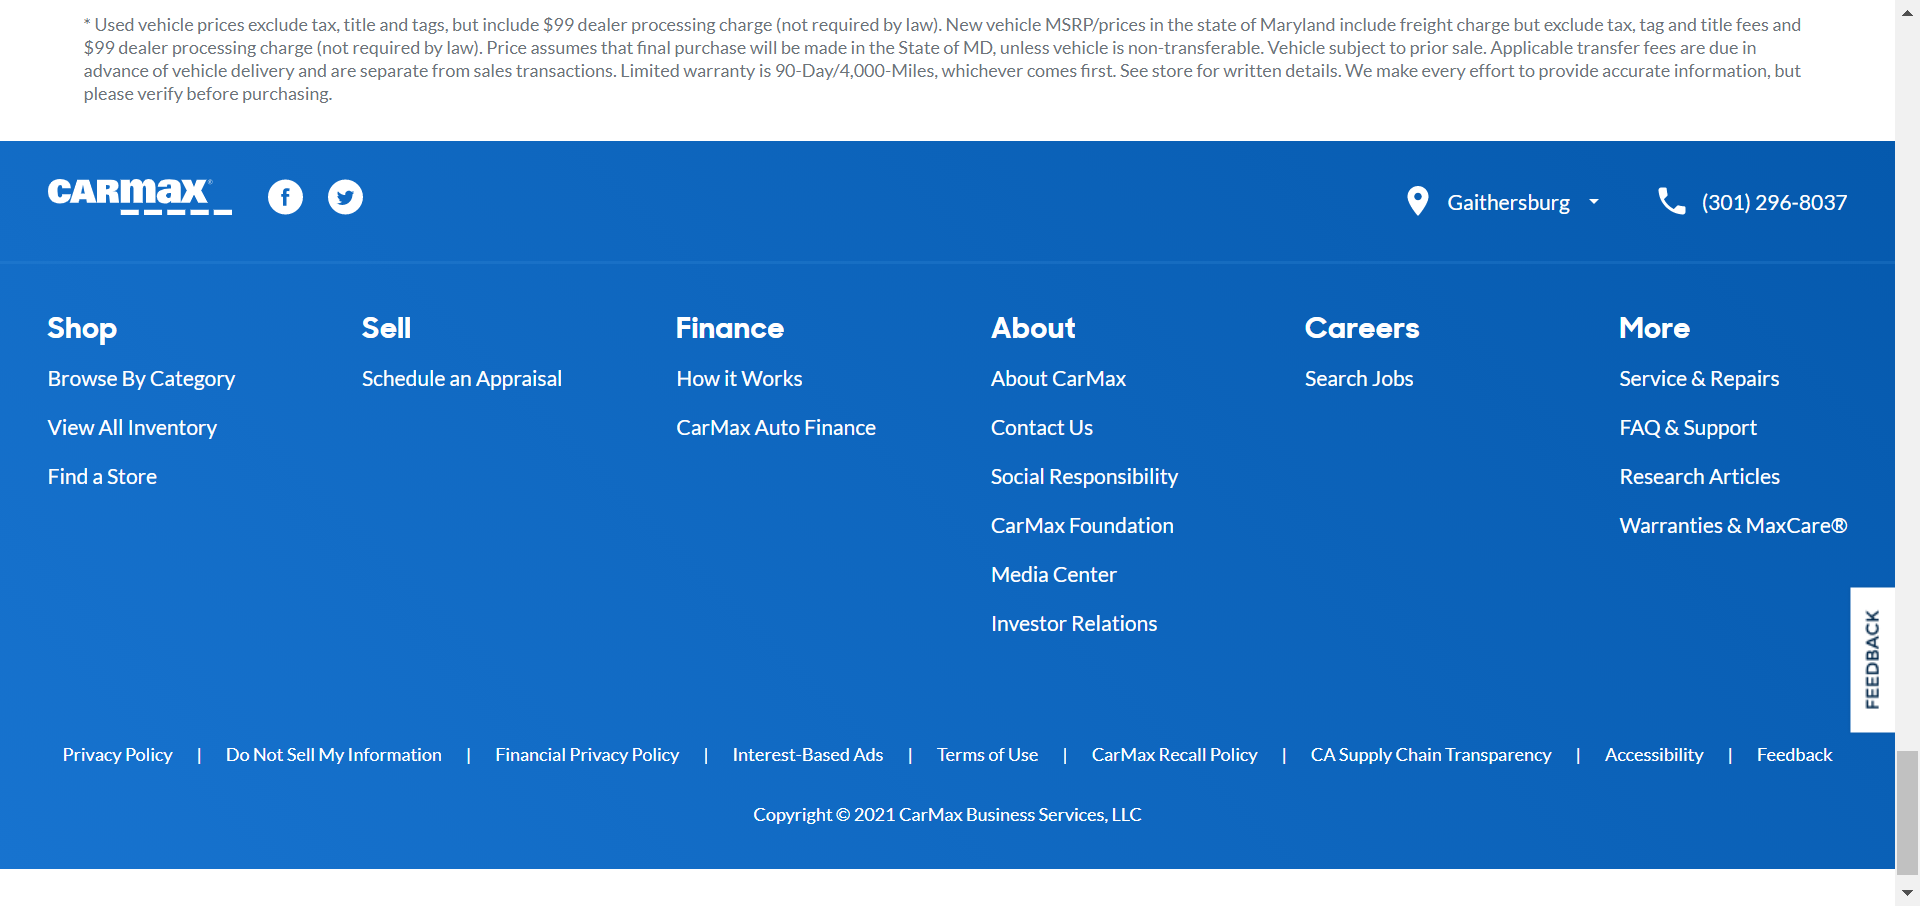 * Used vehicle prices exclude tax, title and tags, but include $99 dealer processing charge (not required by law). New vehicle MSRP/prices in the state of Maryland include freight charge but exclude tax, tag and title fees and
$99 dealer processing charge (not required by law). Price assumes that final purchase will be made in the State of MD, unless vehicle is non-transferable. Vehicle subject to prior sale. Applicable transfer fees are due in
advance of vehicle delivery and are separate from sales transactions. Limited warranty is 90-Day/4,000-Miles, whichever comes first. See store for written details. We make every effort to provide accurate information, but
please verify before purchasing.
CARMAX®
Gaithersburg
(301) 296-8037
Shop
Browse By Category
View All Inventory
Find a Store
Sell
Schedule an Appraisal
Finance
How it Works
CarMax Auto Finance
About
About CarMax
Contact Us
Social Responsibility
CarMax Foundation
Media Center
Investor Relations
Careers
Search Jobs
More
Service & Repairs
FAQ & Support
Research Articles
Warranties & MaxCare®
FEEDBACK
Privacy Policy | Do Not Sell My Information | Financial Privacy Policy | Interest-Based Ads | Terms of Use | CarMax Recall Policy | CA Supply Chain Transparency | Accessibility | Feedback
Copyright © 2021 CarMax Business Services, LLC